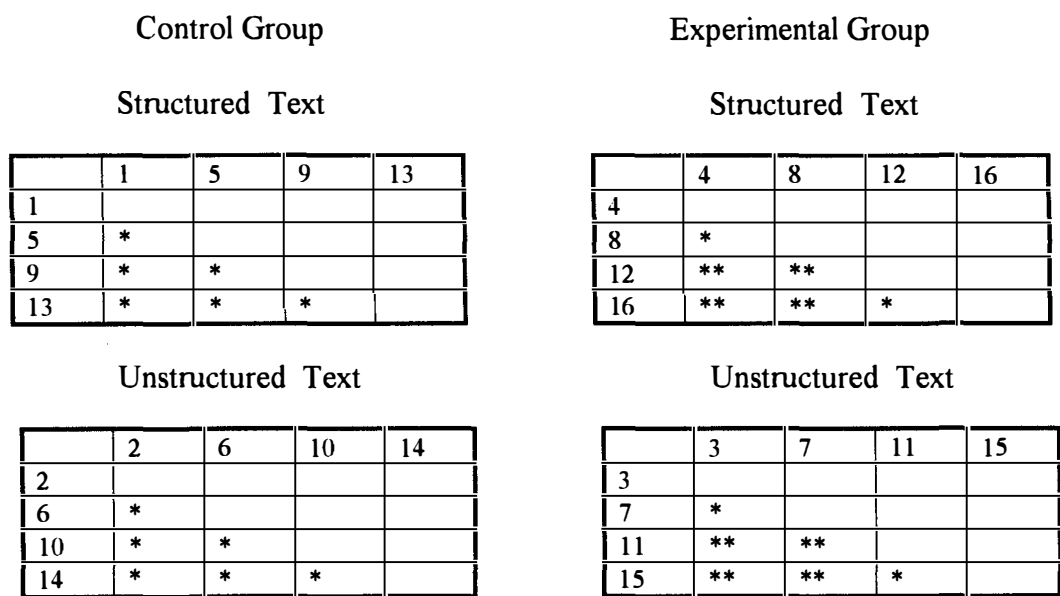 Control Group
Structured Text
1 5 9 13
1
5 *
9 * *
13 * * *
Unstructured Text
2 6 10 14
2
6 *
10 * *
14 * * *
Experimental Group
Structured Text
4 8 12 16
4
8 *
12 ** **
16 ** ** *
Unstructured Text
3 7 11 15
3
7 *
11 ** **
15 ** ** *